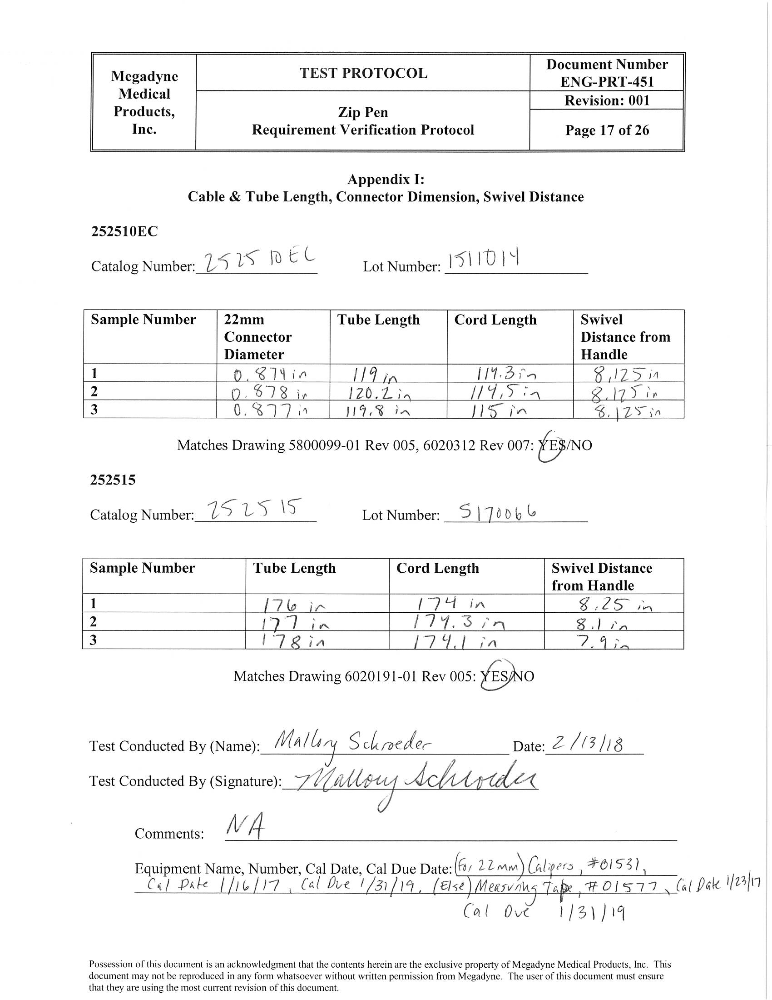 Megadyne
Medical
Products,
Inc.
TEST PROTOCOL
Zip Pen
Requirement Verification Protocol
Document Number
ENG-PRT-451
Revision: 001
Page 17 of 26
Appendix I:
Cable & Tube Length, Connector Dimension, Swivel Distance
252510EC
Catalog Number: 252510EC Lot Number: 1511014
Sample Number 22mm Connector Diameter Tube Length Cord Length Swivel Distance from Handle
1 0.874 in 119 in 114.3 in 8.125 in
2 0.878 in 120.2 in 114.5 in 8.125 in
3 0.877 in 119.8 in 115 in 8.125 in
Matches Drawing 5800099-01 Rev 005, 6020312 Rev 007: YES/NO
252515
Catalog Number: 252515 Lot Number: S170066
Sample Number Tube Length Cord Length Swivel Distance from Handle
1 176 in 174 in 8.25 in
2 177 in 174.3 in 8.1 in
3 178 in 174.1 in 7.9 in
Matches Drawing 6020191-01 Rev 005: YES/NO
Test Conducted By (Name): Mallory Schroeder Date: 2/13/18
Test Conducted By (Signature): Mallory Schroeder
Comments: NA
Equipment Name, Number, Cal Date, Cal Due Date: (For 22mm) Calipers, #01531,
Cal Date 1/16/17, Cal Due 1/31/19. (Else) Measuring Tape, #01577, Cal Date 1/23/17
Cal Due 1/31/19
Possession of this document is an acknowledgment that the contents herein are the exclusive property of Megadyne Medical Products, Inc. This
document may not be reproduced in any form whatsoever without written permission from Megadyne. The user of this document must ensure
that they are using the most current revision of this document.